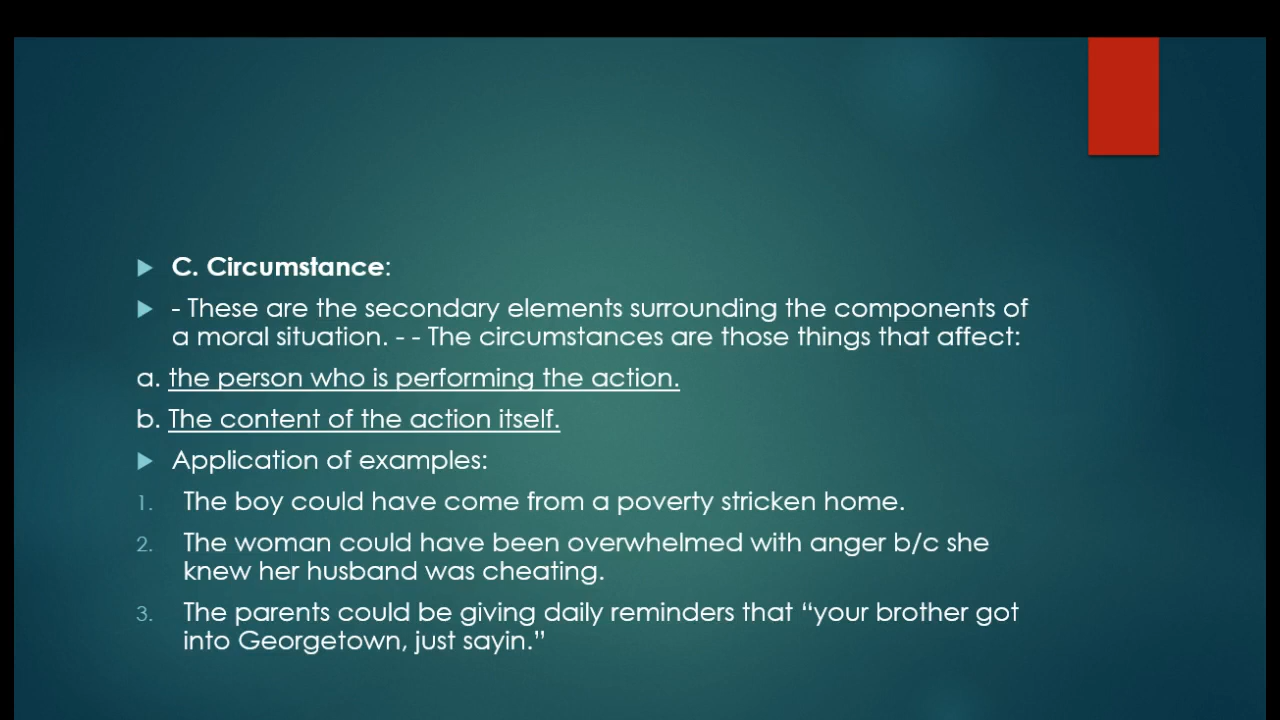 C. Circumstance:
- These are the secondary elements surrounding the components of
a moral situation. - - The circumstances are those things that affect:
a. the person who is performing the action.
b. The content of the action itself.
Application of examples:
1. The boy could have come from a poverty stricken home.
2. The woman could have been overwhelmed with anger b/c she
knew her husband was cheating.
3. The parents could be giving daily reminders that “your brother got
into Georgetown, just sayin.”